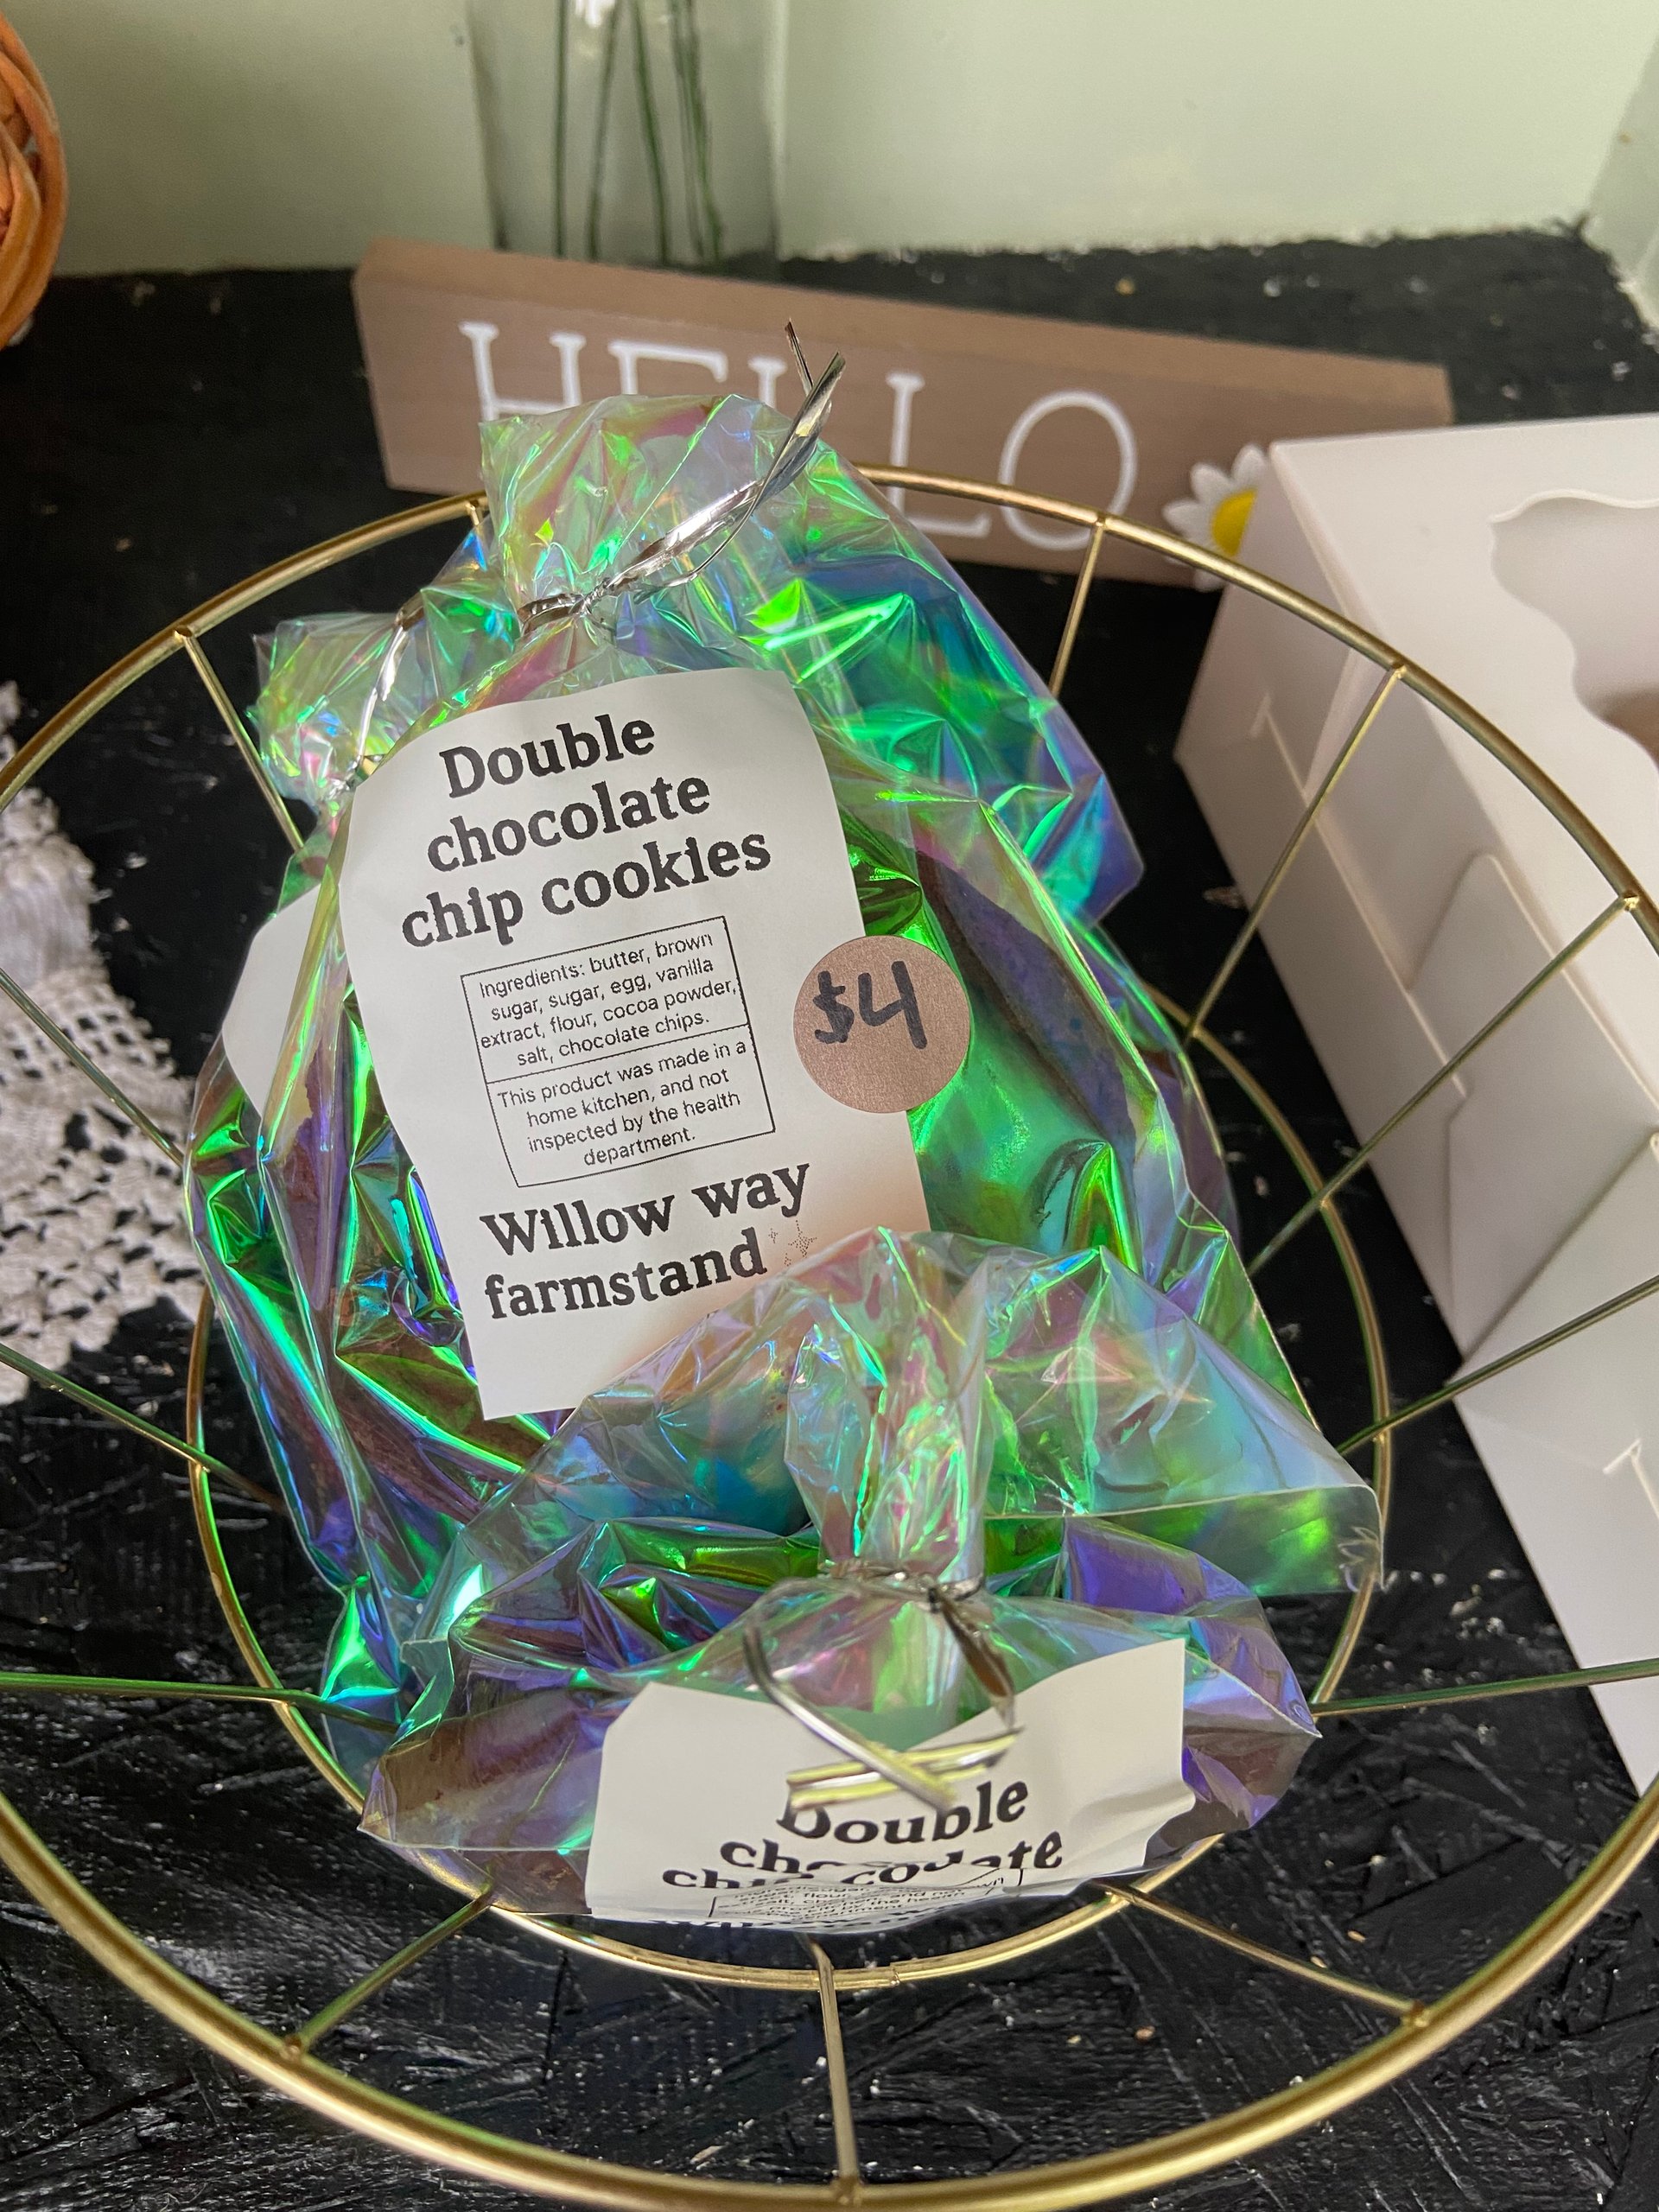 HELLO
Double
chocolate
chip cookies
Ingredients: butter, brown
sugar, sugar, egg, vanilla
extract, flour, cocoa powder,
salt, chocolate chips.
This product was made in a
home kitchen, and not
inspected by the health
department.
$4
Willow way
farmstand
Double
chocolate
chip